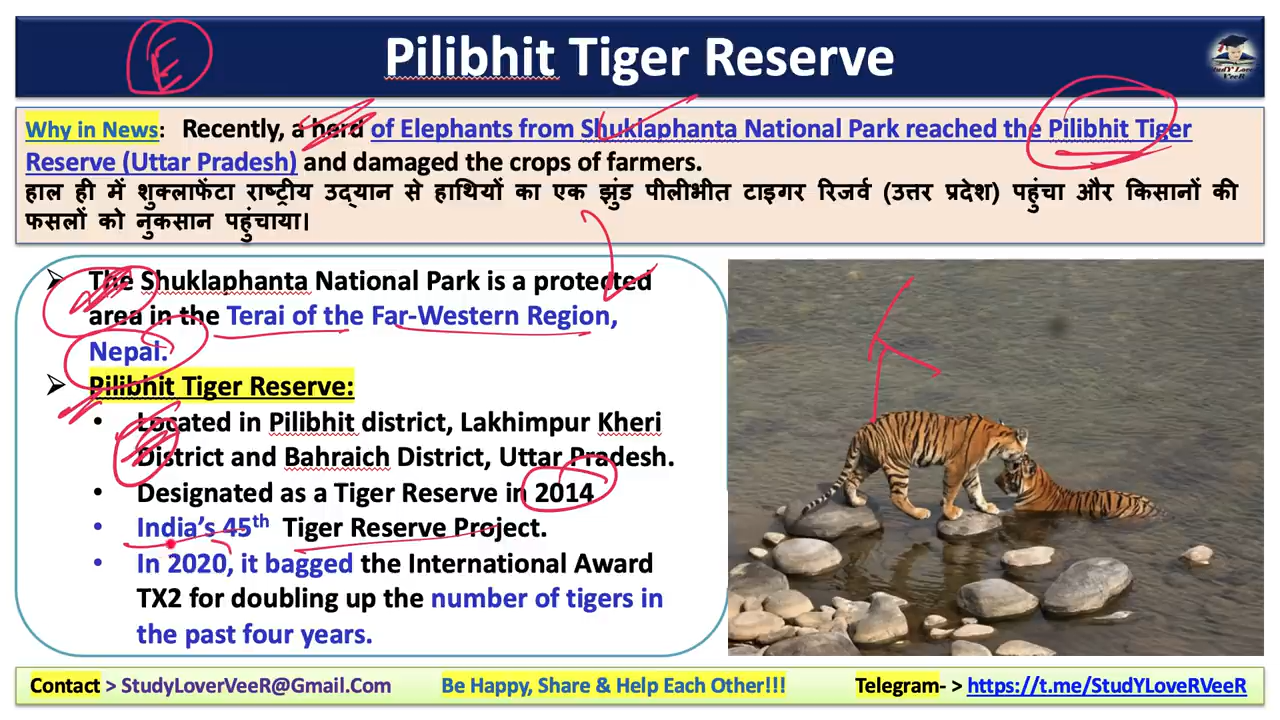 Pilibhit Tiger Reserve
E
StudY Lover
VeeR
Why in News: Recently, a herd of Elephants from Shuklaphanta National Park reached the Pilibhit Tiger
Reserve (Uttar Pradesh) and damaged the crops of farmers.
हाल ही में शुक्लाफेंटा राष्ट्रीय उद्यान से हाथियों का एक झुंड पीलीभीत टाइगर रिजर्व (उत्तर प्रदेश) पहुंचा और किसानों की
फसलों को नुकसान पहुंचाया।
The Shuklaphanta National Park is a protected
area in the Terai of the Far-Western Region,
Nepal.
Pilibhit Tiger Reserve:
Located in Pilibhit district, Lakhimpur Kheri
District and Bahraich District, Uttar Pradesh.
Designated as a Tiger Reserve in 2014
India's 45th Tiger Reserve Project.
In 2020, it bagged the International Award
TX2 for doubling up the number of tigers in
the past four years.
Contact > StudyLoverVeeR@Gmail.Com Be Happy, Share & Help Each Other!!! Telegram- > https://t.me/StudYLoveRVeeR